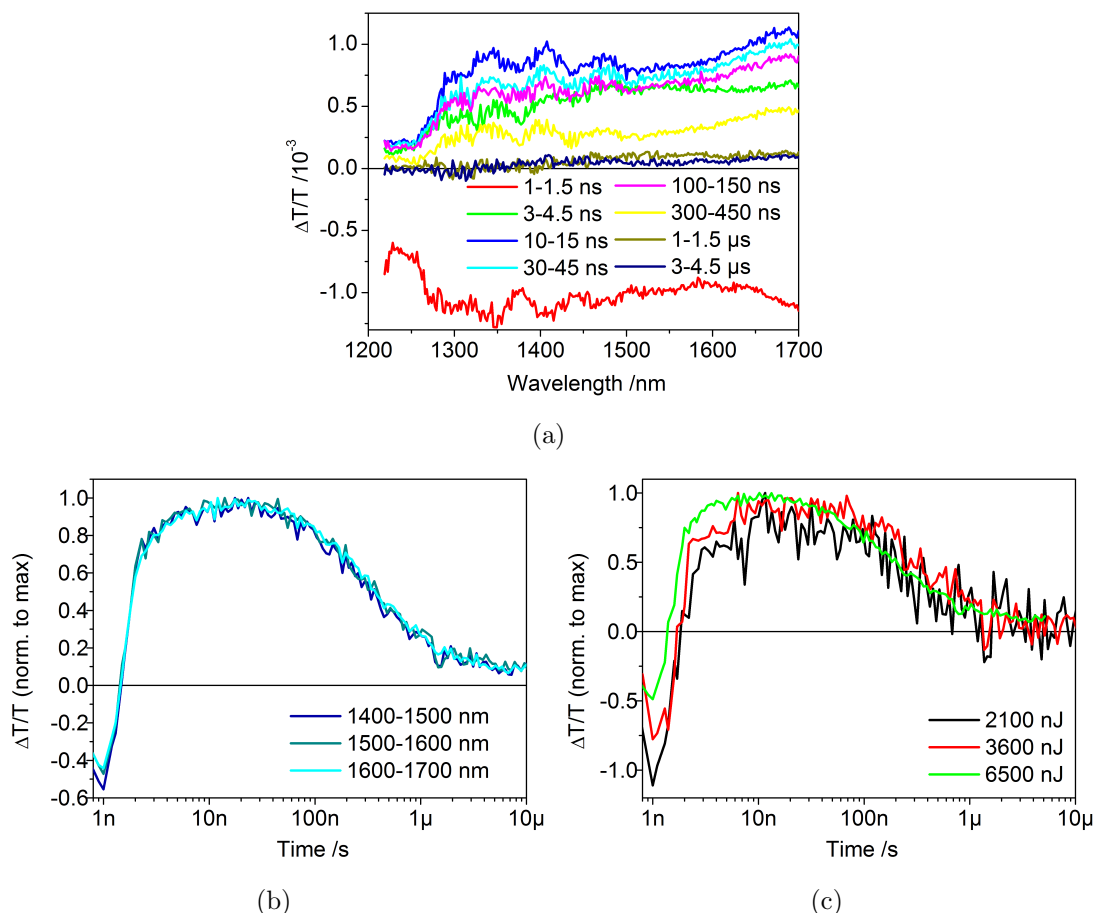 1.0
0.5
0.0
-0.5
-1.0
ΔT/T /10⁻³
1-1.5 ns
3-4.5 ns
10-15 ns
30-45 ns
100-150 ns
300-450 ns
1-1.5 µs
3-4.5 µs
1200 1300 1400 1500 1600 1700
Wavelength /nm
(a)
1.0
0.8
0.6
0.4
0.2
0.0
-0.2
-0.4
-0.6
ΔT/T (norm. to max)
1400-1500 nm
1500-1600 nm
1600-1700 nm
1n 10n 100n 1µ 10µ
Time /s
(b)
1.0
0.5
0.0
-0.5
-1.0
ΔT/T (norm. to max)
2100 nJ
3600 nJ
6500 nJ
1n 10n 100n 1µ 10µ
Time /s
(c)